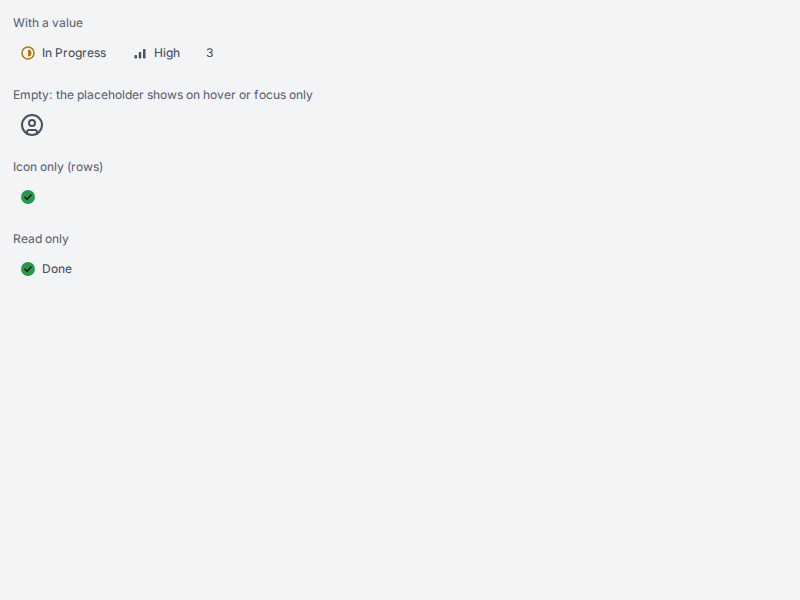 With a value
In Progress High 3
Empty: the placeholder shows on hover or focus only
Icon only (rows)
Read only
Done